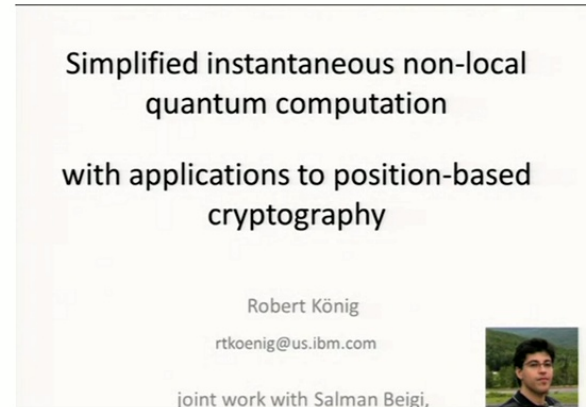 Simplified instantaneous non-local
quantum computation
with applications to position-based
cryptography
Robert König
rtkoenig@us.ibm.com
joint work with Salman Beigi,